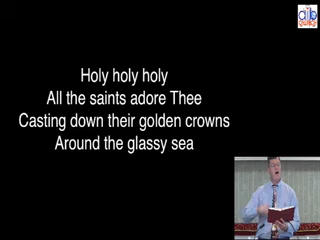 Holy holy holy
All the saints adore Thee
Casting down their golden crowns
Around the glassy sea